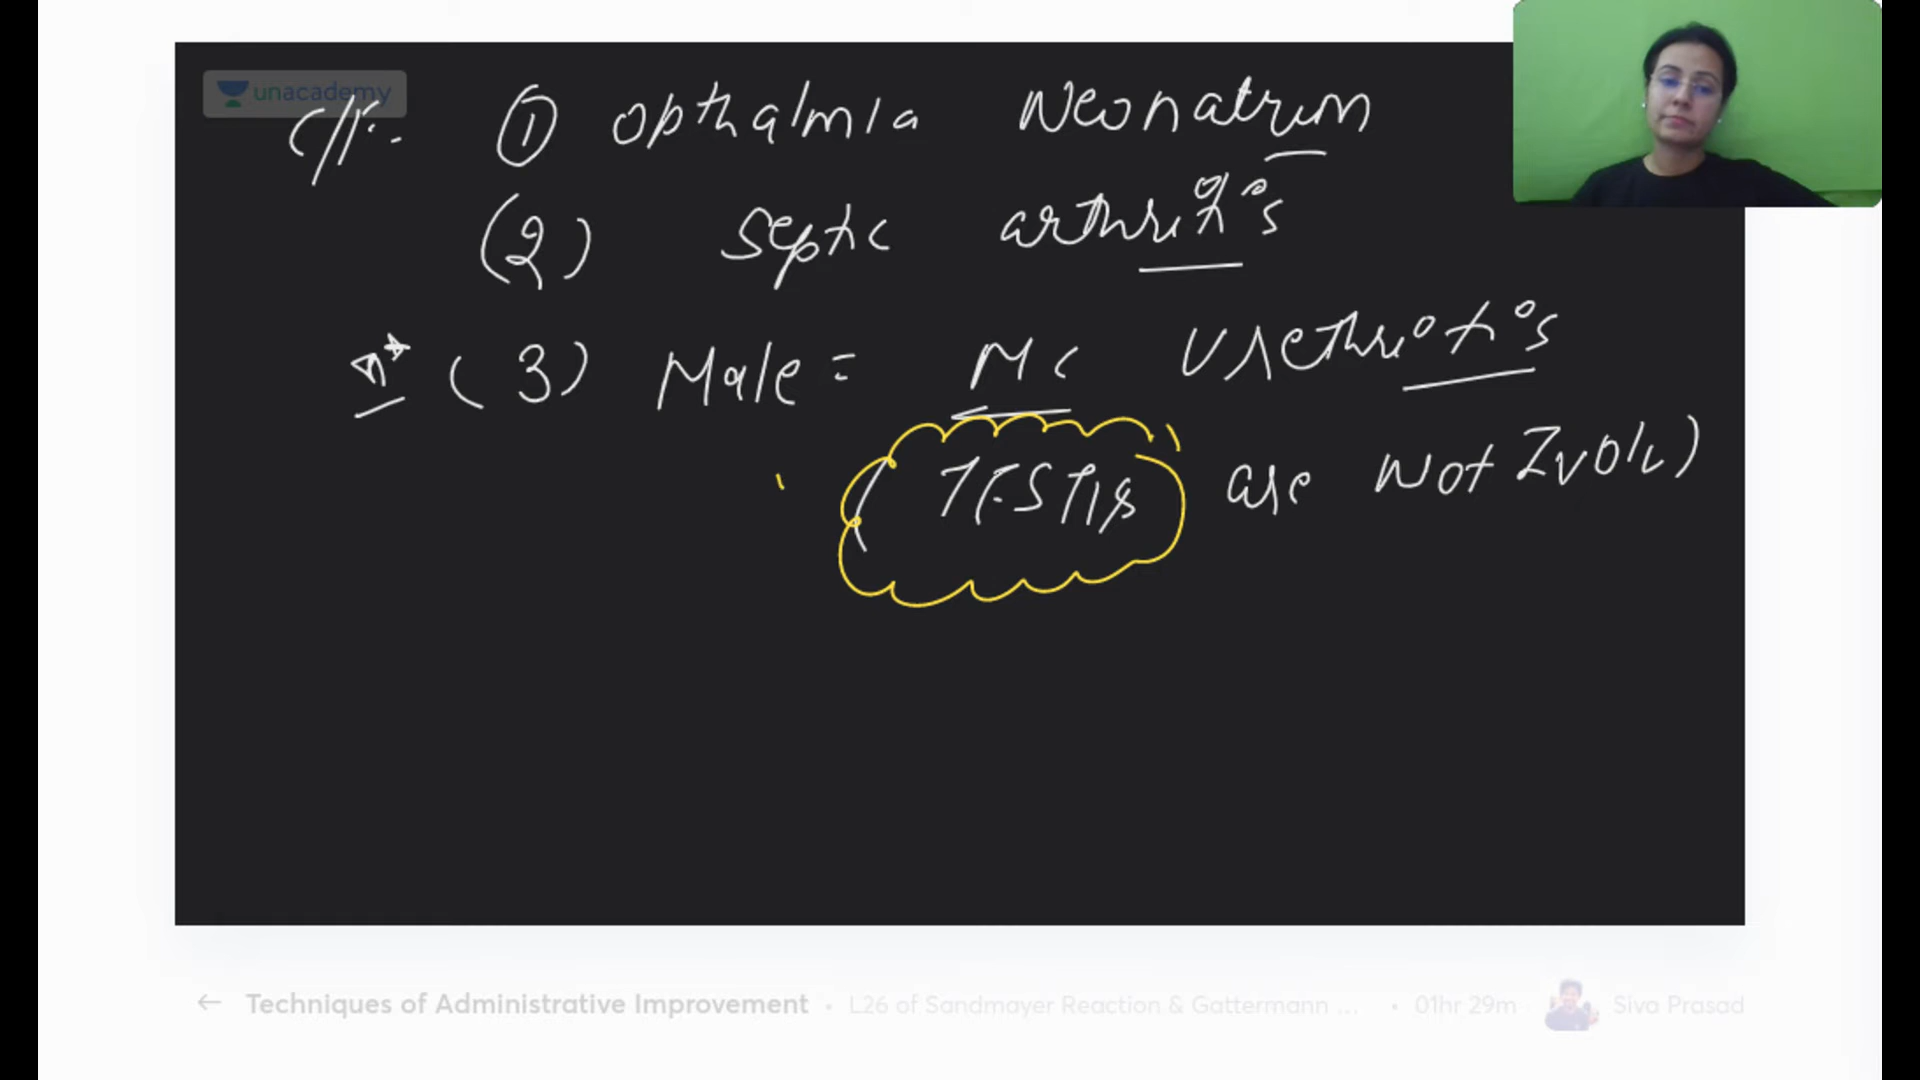 unacademy
C/F:- ① opthalmia Neonatrum
(2) septic arthritis
(3) Male = MC Urethritis
( TESTIS are Not Involv)
← Techniques of Administrative Improvement • L26 of Sandmayer Reaction & Gattermann ... • 01hr 29m Siva Prasad